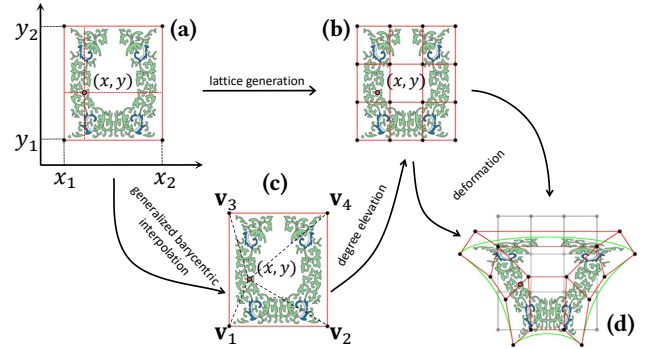 y₂
(a)
(b)
(x, y)
(x, y)
lattice generation
y₁
x₁
x₂
(c)
generalized barycentric
interpolation
degree elevation
deformation
v₃
v₄
(x, y)
v₁
v₂
(d)